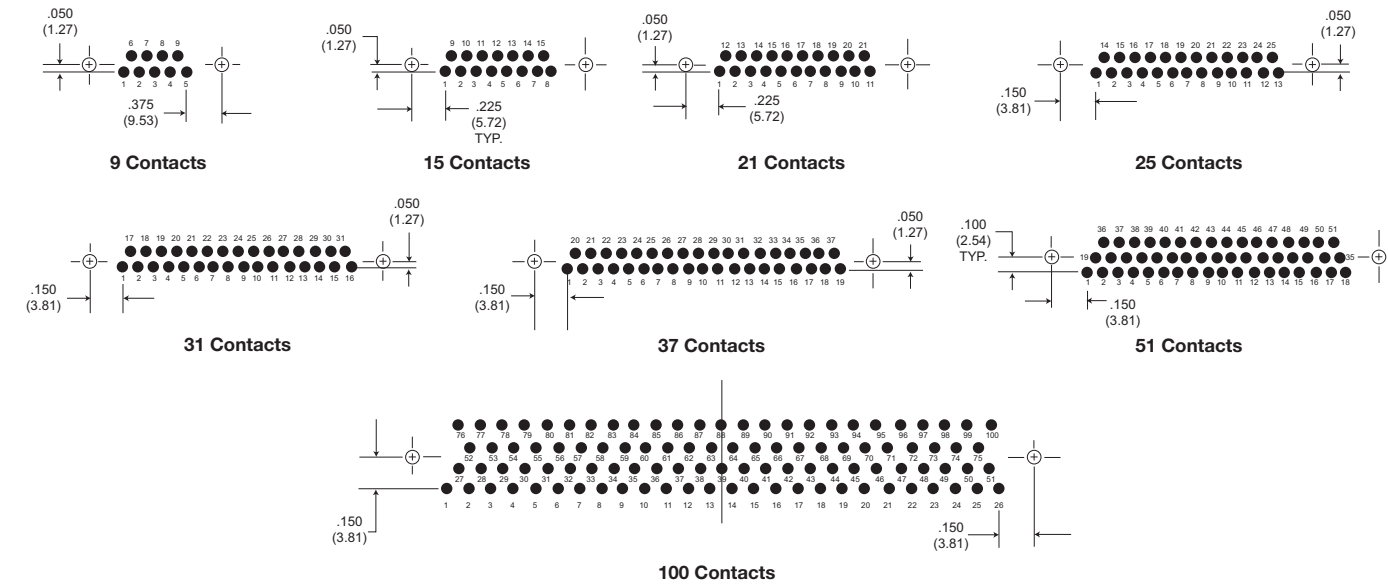 .050
(1.27)
6 7 8 9
1 2 3 4 5
.375
(9.53)
9 Contacts
.050
(1.27)
9 10 11 12 13 14 15
1 2 3 4 5 6 7 8
.225
(5.72)
TYP.
15 Contacts
.050
(1.27)
12 13 14 15 16 17 18 19 20 21
1 2 3 4 5 6 7 8 9 10 11
.225
(5.72)
21 Contacts
.050
(1.27)
14 15 16 17 18 19 20 21 22 23 24 25
1 2 3 4 5 6 7 8 9 10 11 12 13
.150
(3.81)
25 Contacts
.050
(1.27)
17 18 19 20 21 22 23 24 25 26 27 28 29 30 31
1 2 3 4 5 6 7 8 9 10 11 12 13 14 15 16
.150
(3.81)
31 Contacts
.050
(1.27)
20 21 22 23 24 25 26 27 28 29 30 31 32 33 34 35 36 37
1 2 3 4 5 6 7 8 9 10 11 12 13 14 15 16 17 18 19
.150
(3.81)
37 Contacts
.100
(2.54)
TYP.
36 37 38 39 40 41 42 43 44 45 46 47 48 49 50 51
19 35
1 2 3 4 5 6 7 8 9 10 11 12 13 14 15 16 17 18
.150
(3.81)
51 Contacts
76 77 78 79 80 81 82 83 84 85 86 87 88 89 90 91 92 93 94 95 96 97 98 99 100
52 53 54 55 56 57 58 59 60 61 62 63 64 65 66 67 68 69 70 71 72 73 74 75
27 28 29 30 31 32 33 34 35 36 37 38 39 40 41 42 43 44 45 46 47 48 49 50 51
1 2 3 4 5 6 7 8 9 10 11 12 13 14 15 16 17 18 19 20 21 22 23 24 25 26
.150
(3.81)
.150
(3.81)
100 Contacts